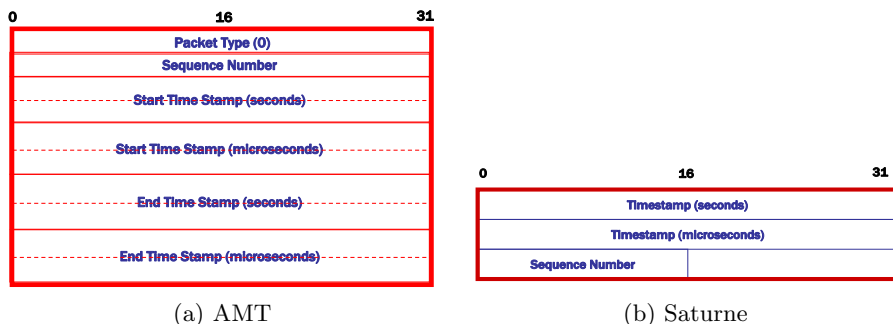 0 16 31
Packet Type (0)
Sequence Number
Start Time Stamp (seconds)
Start Time Stamp (microseconds)
End Time Stamp (seconds)
End Time Stamp (microseconds)
(a) AMT
0 16 31
Timestamp (seconds)
Timestamp (microseconds)
Sequence Number
(b) Saturne